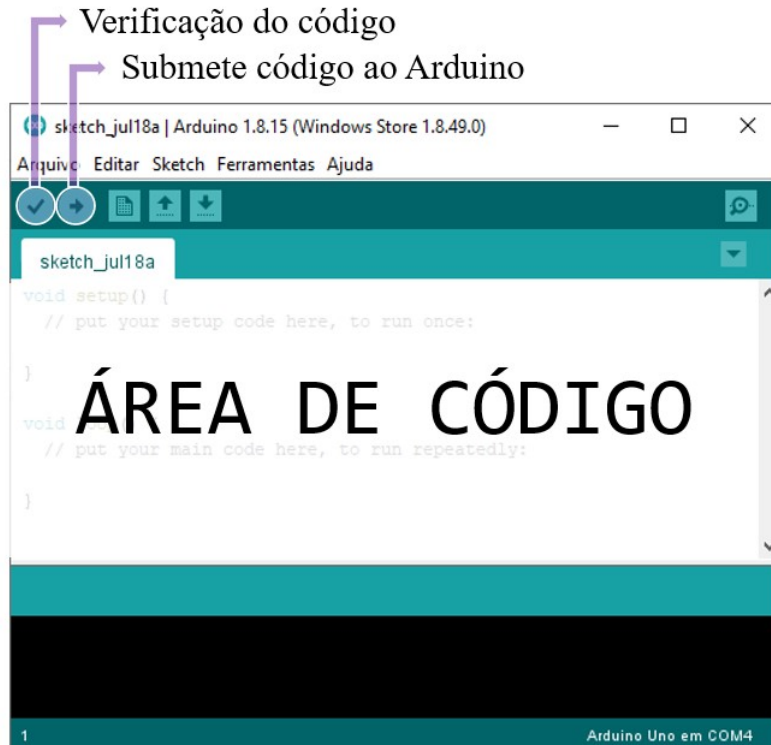 Verificação do código
Submete código ao Arduino
sketch_jul18a | Arduino 1.8.15 (Windows Store 1.8.49.0)
Arquivo Editar Sketch Ferramentas Ajuda
sketch_jul18a
void setup() {
// put your setup code here, to run once:
}
ÁREA DE CÓDIGO
void loop() {
// put your main code here, to run repeatedly:
}
1
Arduino Uno em COM4